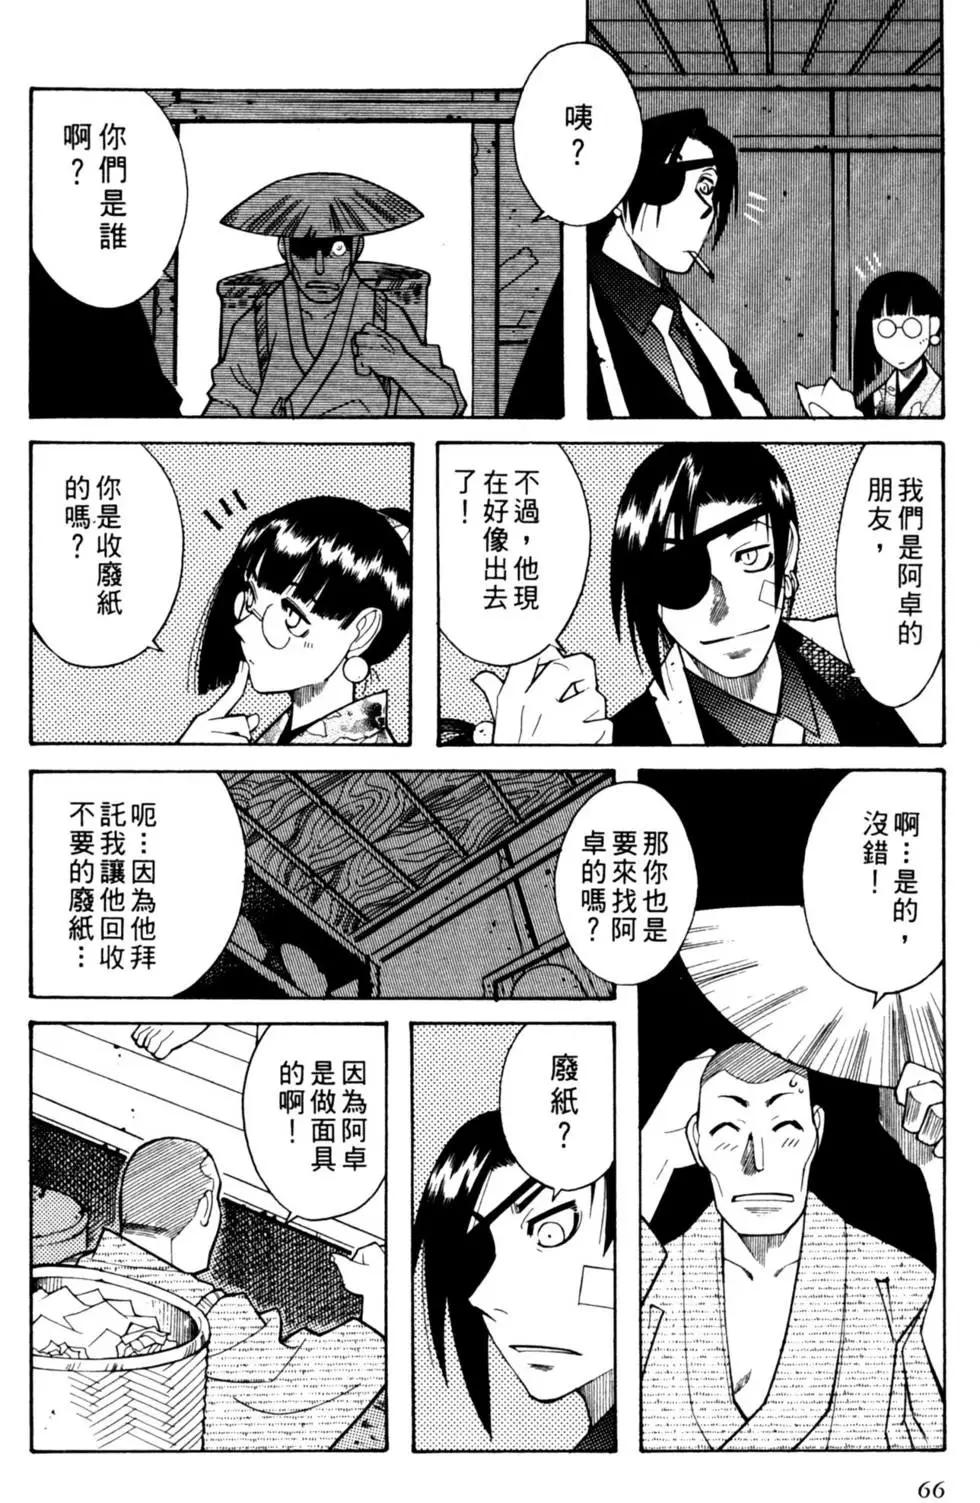 咦？
你們是誰
啊？
我們是阿卓的
朋友，
不過，他現
在好像出去
了！
你是收廢紙
的嗎？
啊…是的，
沒錯！
那你也是
要來找阿
卓的嗎？
呃…因為他拜
託我讓他回收
不要的廢紙…
廢紙？
因為阿卓
是做面具
的啊！
66